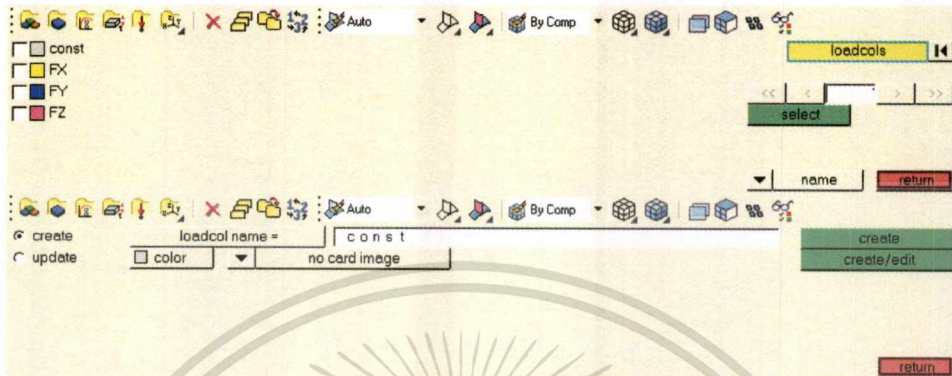 Auto By Comp
const loadcols
FX
FY << < > >>
FZ select
name return
Auto By Comp
create loadcol name = const create
update color no card image create/edit
return